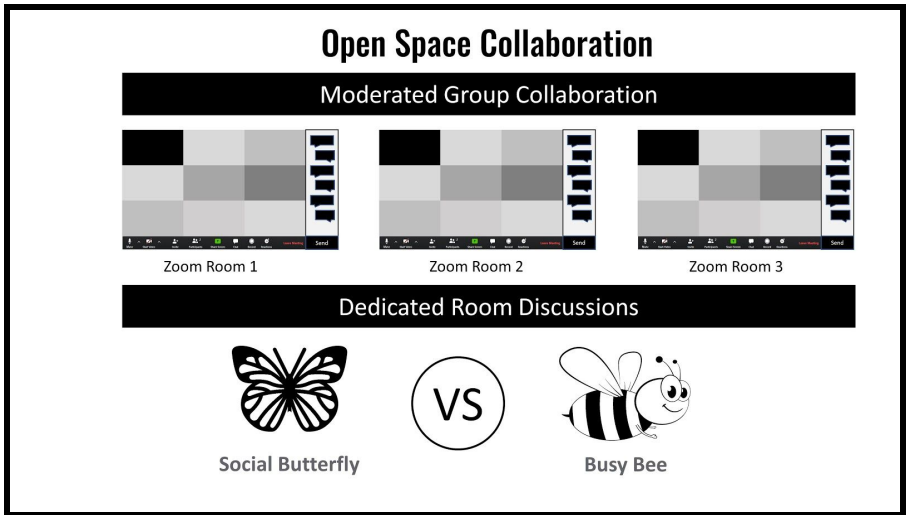 Open Space Collaboration
Moderated Group Collaboration
Send
Send
Send
Zoom Room 1
Zoom Room 2
Zoom Room 3
Dedicated Room Discussions
VS
Social Butterfly
Busy Bee